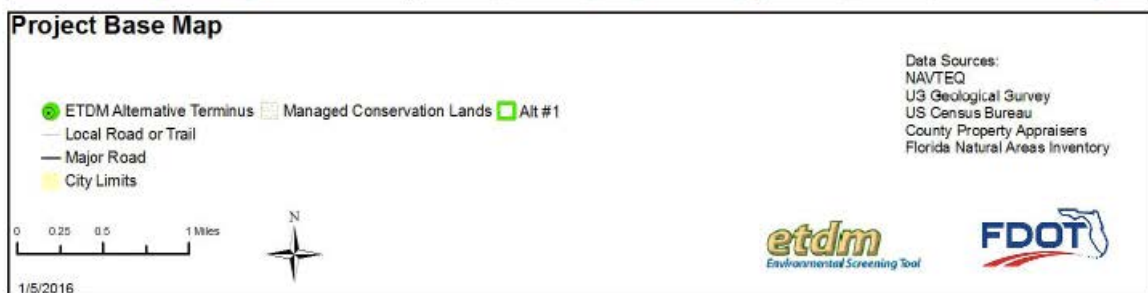 Project Base Map
ETDM Alternative Terminus Managed Conservation Lands Alt #1
Local Road or Trail
Major Road
City Limits
Data Sources:
NAVTEQ
US Geological Survey
US Census Bureau
County Property Appraisers
Florida Natural Areas Inventory
0 0.25 0.5 1 Miles
N
etdm
Environmental Screening Tool
FDOT
1/5/2016